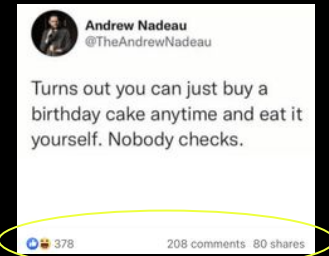 Andrew Nadeau
@TheAndrewNadeau
Turns out you can just buy a
birthday cake anytime and eat it
yourself. Nobody checks.
378 208 comments 80 shares